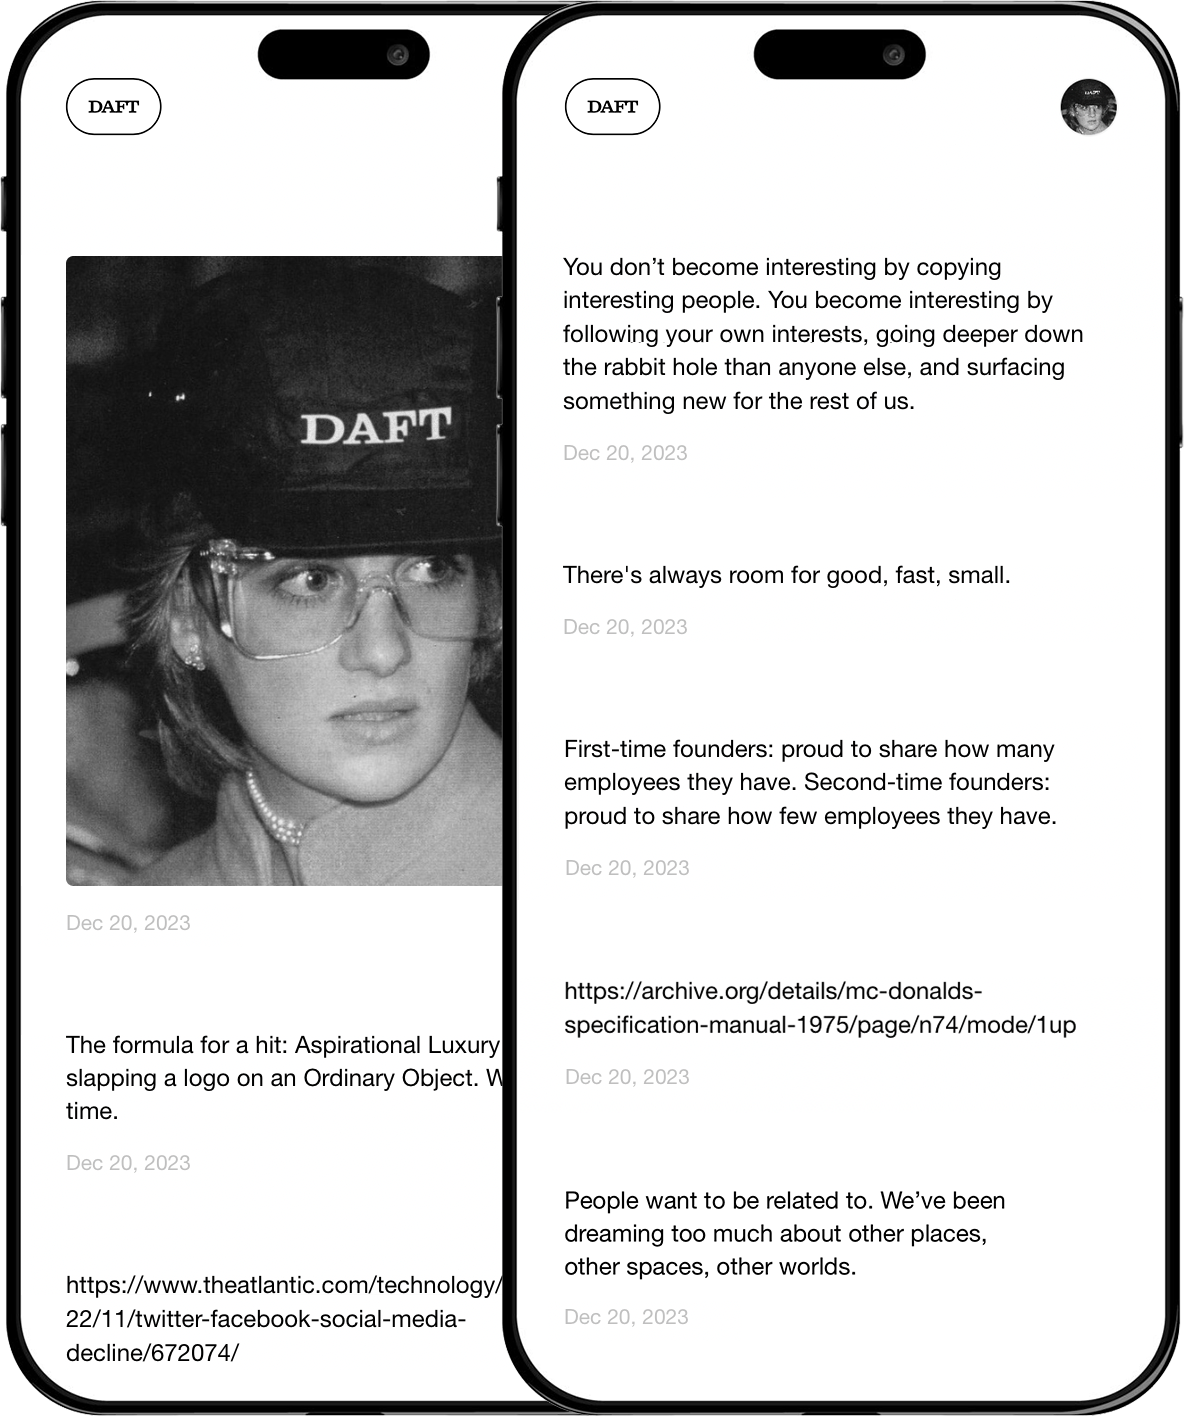 DAFT
DAFT
Dec 20, 2023
The formula for a hit: Aspirational Luxury
slapping a logo on an Ordinary Object.
time.
Dec 20, 2023
https://www.theatlantic.com/technology/
22/11/twitter-facebook-social-media-
decline/672074/
DAFT
DAFT
You don’t become interesting by copying
interesting people. You become interesting by
following your own interests, going deeper down
the rabbit hole than anyone else, and surfacing
something new for the rest of us.
Dec 20, 2023
There's always room for good, fast, small.
Dec 20, 2023
First-time founders: proud to share how many
employees they have. Second-time founders:
proud to share how few employees they have.
Dec 20, 2023
https://archive.org/details/mc-donalds-
specification-manual-1975/page/n74/mode/1up
Dec 20, 2023
People want to be related to. We’ve been
dreaming too much about other places,
other spaces, other worlds.
Dec 20, 2023